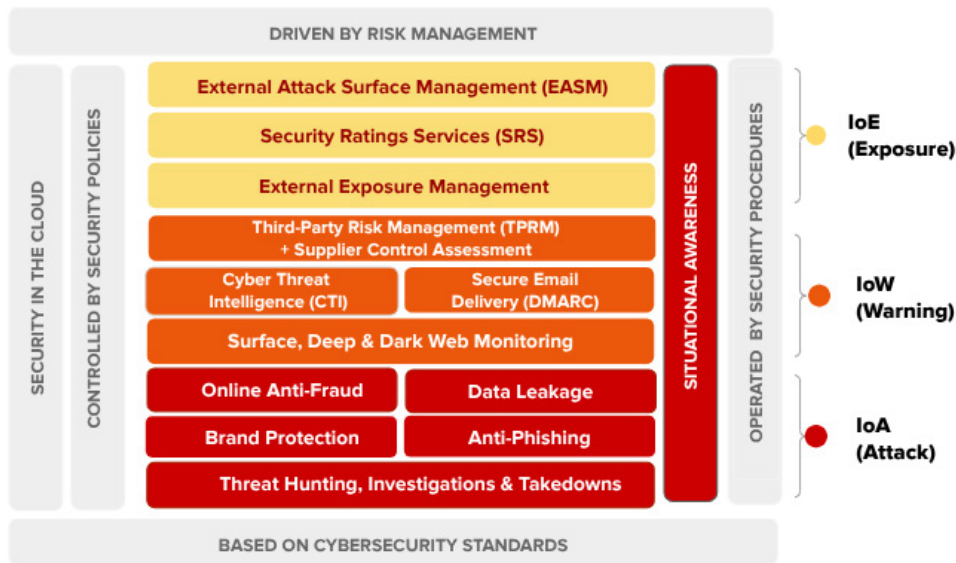 DRIVEN BY RISK MANAGEMENT
SECURITY IN THE CLOUD
CONTROLLED BY SECURITY POLICIES
External Attack Surface Management (EASM)
Security Ratings Services (SRS)
External Exposure Management
Third-Party Risk Management (TPRM)
+ Supplier Control Assessment
Cyber Threat
Intelligence (CTI)
Secure Email
Delivery (DMARC)
Surface, Deep & Dark Web Monitoring
Online Anti-Fraud
Data Leakage
Brand Protection
Anti-Phishing
Threat Hunting, Investigations & Takedowns
SITUATIONAL AWARENESS
OPERATED BY SECURITY PROCEDURES
IoE
(Exposure)
IoW
(Warning)
IoA
(Attack)
BASED ON CYBERSECURITY STANDARDS